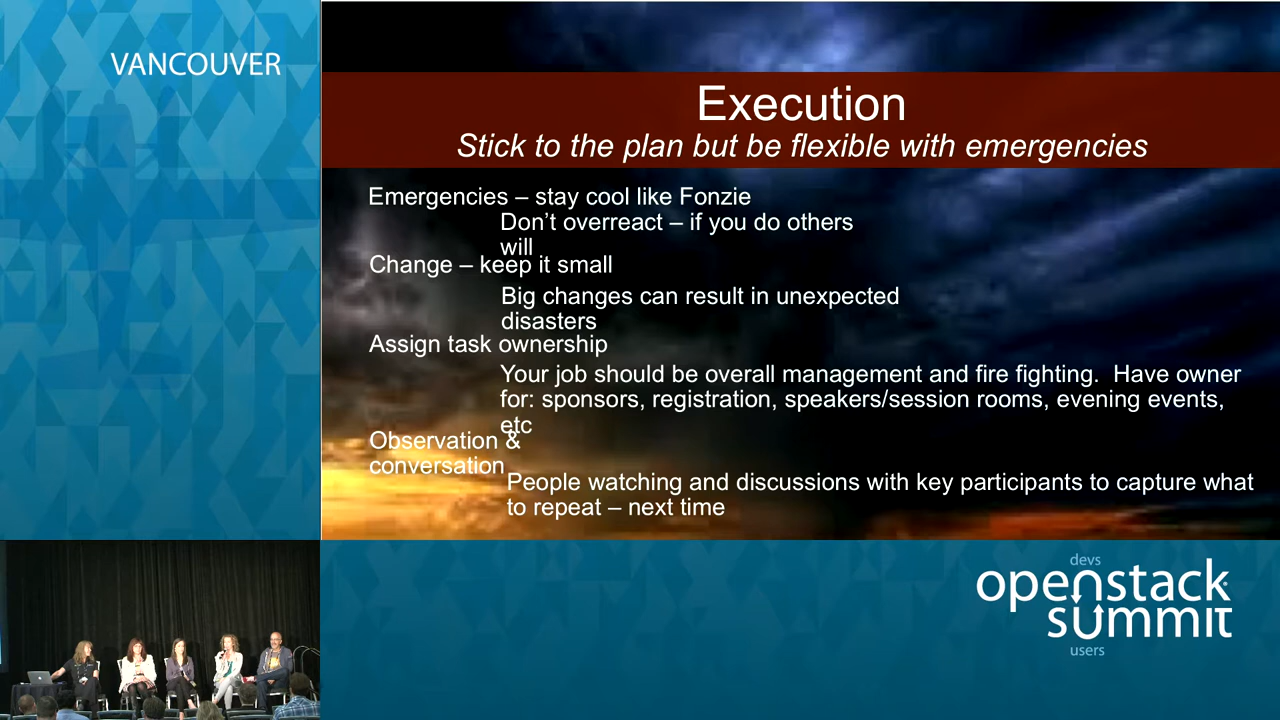 VANCOUVER
Execution
Stick to the plan but be flexible with emergencies
Emergencies – stay cool like Fonzie
Don’t overreact – if you do others
will
Change – keep it small
Big changes can result in unexpected
disasters
Assign task ownership
Your job should be overall management and fire fighting.  Have owner
for: sponsors, registration, speakers/session rooms, evening events,
etc
Observation &
conversation
People watching and discussions with key participants to capture what
to repeat – next time
devs
openstack
summit
users